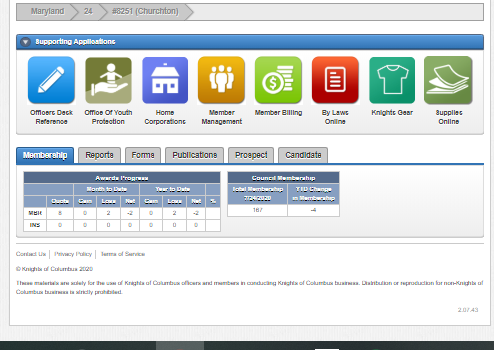 Maryland 24 #8251 (Churchton)
Supporting Applications
Officers Desk Reference
Office Of Youth Protection
Home Corporations
Member Management
Member Billing
By Laws Online
Knights Gear
Supplies Online
Membership Reports Forms Publications Prospect Candidate
Awards Progress
Month to Date Year to Date
Quota Gain Loss Net Gain Loss Net %
MBR 8 0 2 -2 0 2 -2
INS 0 0 0 0 0 0 0
Council Membership
Total Membership 7/24/2020
YTD Change in Membership
167 -4
Contact Us Privacy Policy Terms of Service
© Knights of Columbus 2020
These materials are solely for the use of Knights of Columbus officers and members in conducting Knights of Columbus business. Distribution or reproduction for non-Knights of
Columbus business is strictly prohibited.
2.07.43